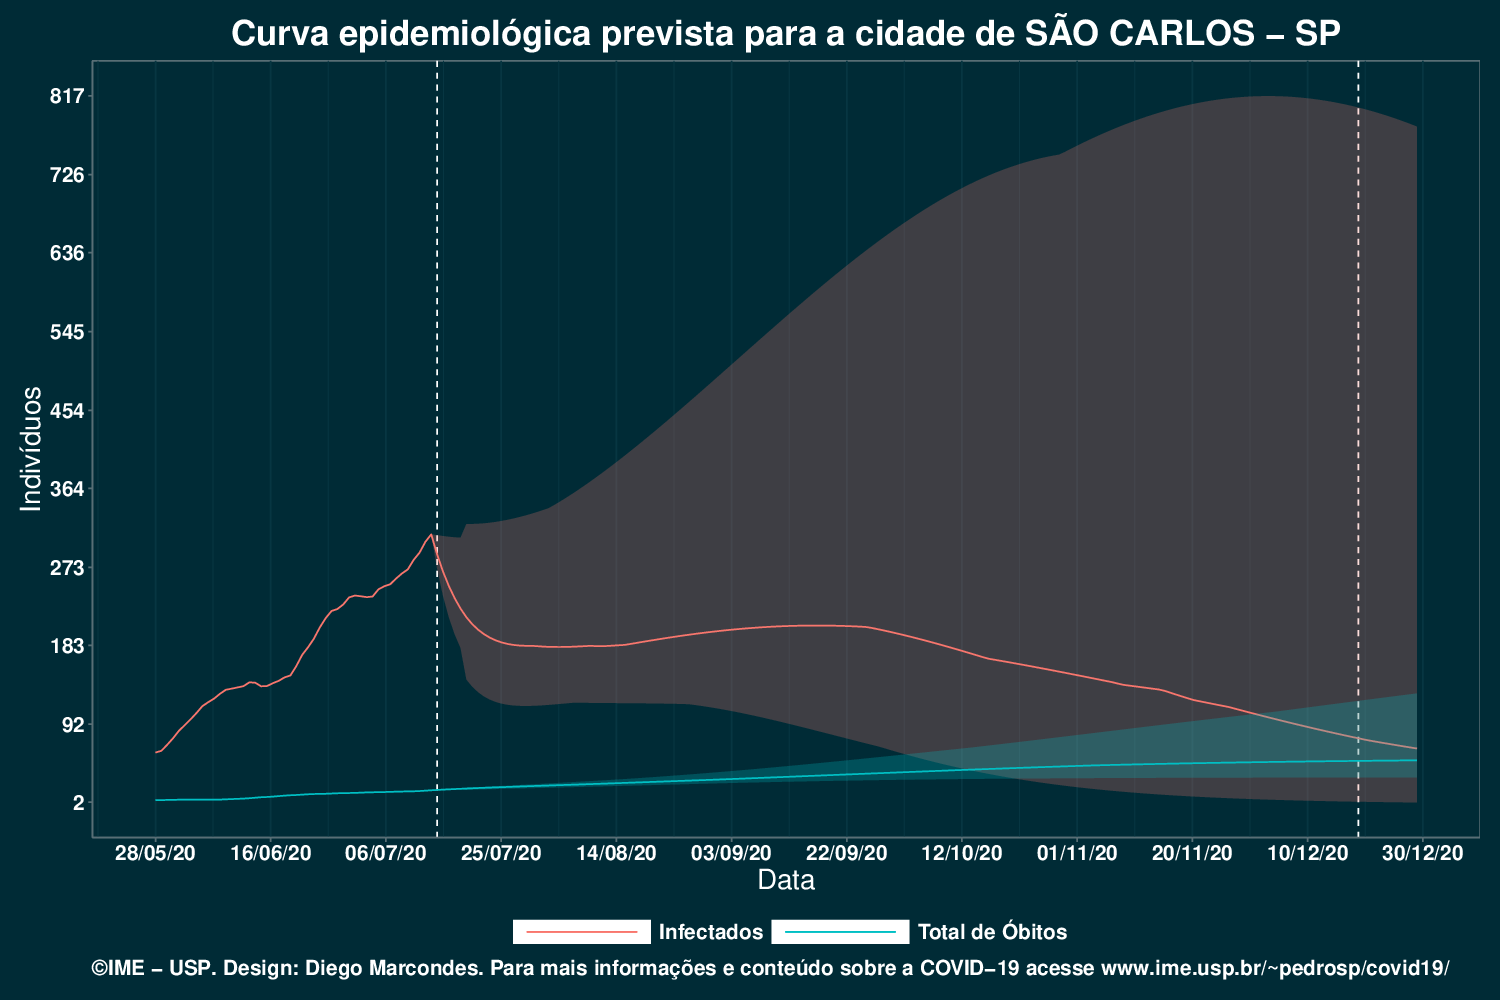 Curva epidemiológica prevista para a cidade de SÃO CARLOS – SP
817
726
636
545
454
364
273
183
92
2
Indivíduos
28/05/20 16/06/20 06/07/20 25/07/20 14/08/20 03/09/20 22/09/20 12/10/20 01/11/20 20/11/20 10/12/20 30/12/20
Data
Infectados Total de Óbitos
©IME – USP. Design: Diego Marcondes. Para mais informações e conteúdo sobre a COVID–19 acesse www.ime.usp.br/~pedrosp/covid19/